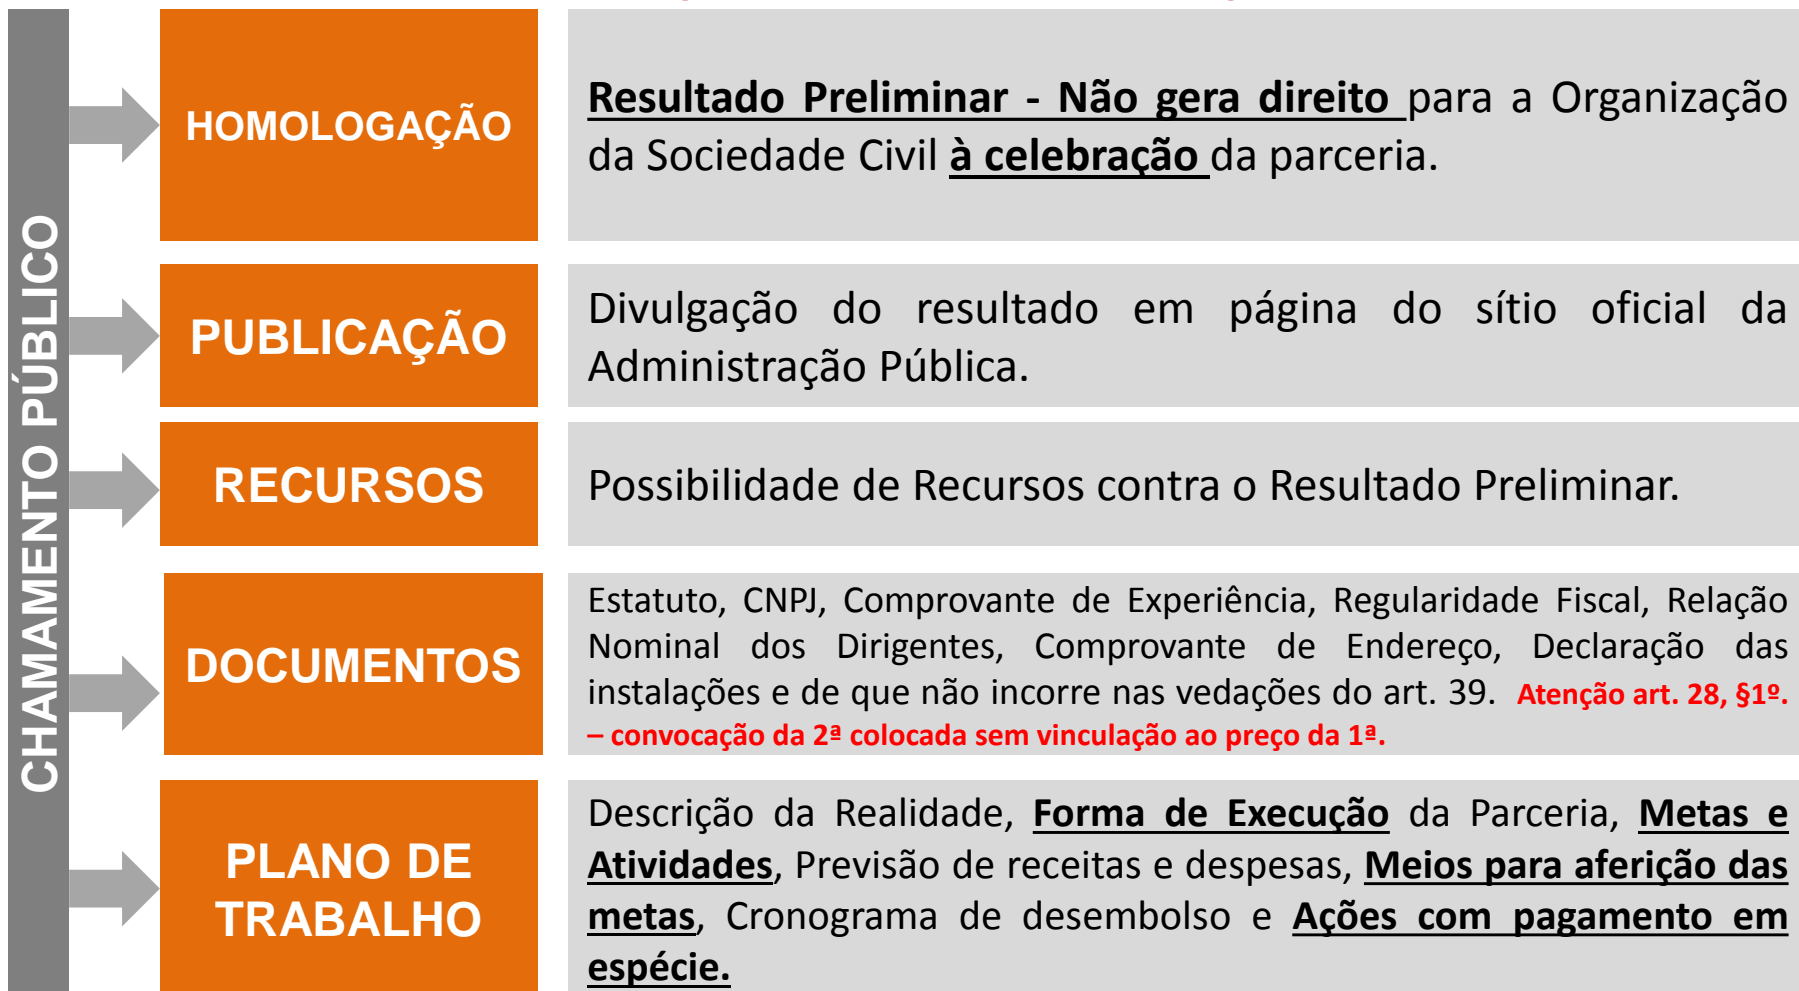 CHAMAMENTO PÚBLICO
HOMOLOGAÇÃO
Resultado Preliminar - Não gera direito para a Organização
da Sociedade Civil à celebração da parceria.
PUBLICAÇÃO
Divulgação do resultado em página do sítio oficial da
Administração Pública.
RECURSOS
Possibilidade de Recursos contra o Resultado Preliminar.
DOCUMENTOS
Estatuto, CNPJ, Comprovante de Experiência, Regularidade Fiscal, Relação
Nominal dos Dirigentes, Comprovante de Endereço, Declaração das
instalações e de que não incorre nas vedações do art. 39. Atenção art. 28, §1º.
– convocação da 2ª colocada sem vinculação ao preço da 1ª.
PLANO DE
TRABALHO
Descrição da Realidade, Forma de Execução da Parceria, Metas e
Atividades, Previsão de receitas e despesas, Meios para aferição das
metas, Cronograma de desembolso e Ações com pagamento em
espécie.